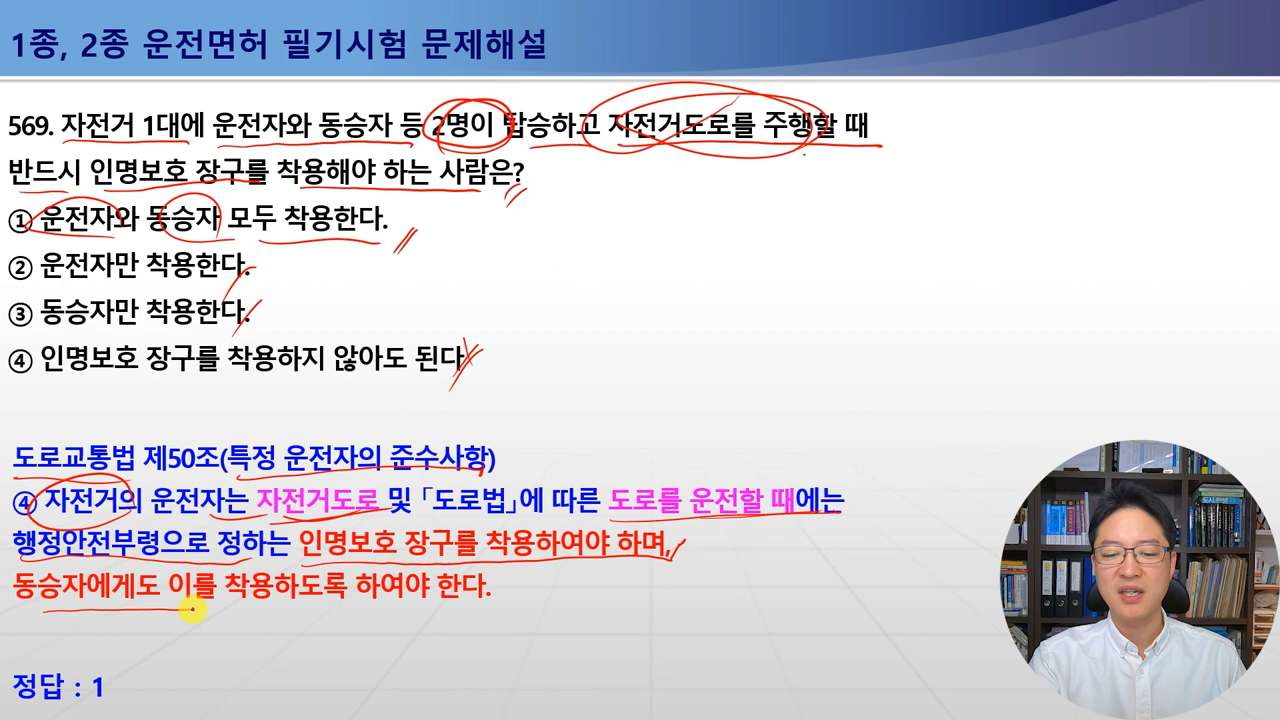 1종, 2종 운전면허 필기시험 문제해설
569. 자전거 1대에 운전자와 동승자 등 2명이 탑승하고 자전거도로를 주행할 때
반드시 인명보호 장구를 착용해야 하는 사람은?
① 운전자와 동승자 모두 착용한다.
② 운전자만 착용한다.
③ 동승자만 착용한다.
④ 인명보호 장구를 착용하지 않아도 된다
도로교통법 제50조(특정 운전자의 준수사항)
④ 자전거의 운전자는 자전거도로 및 「도로법」에 따른 도로를 운전할 때에는
행정안전부령으로 정하는 인명보호 장구를 착용하여야 하며,
동승자에게도 이를 착용하도록 하여야 한다.
정답 : 1